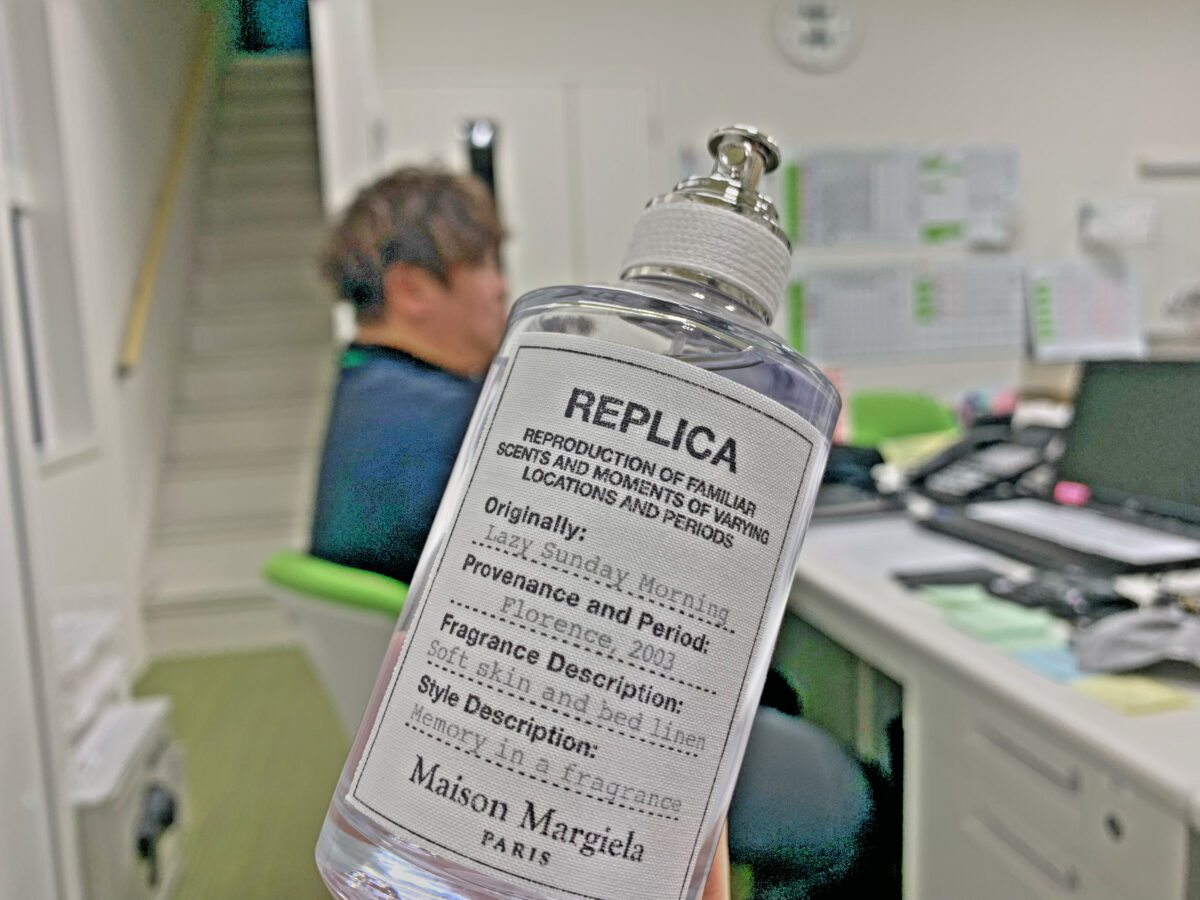 REPLICA
REPRODUCTION OF FAMILIAR
SCENTS AND MOMENTS OF VARYING
LOCATIONS AND PERIODS
Originally:
Lazy Sunday Morning
Provenance and Period:
Florence, 2003
Fragrance Description:
Soft skin and bed linen
Style Description:
Memory in a fragrance
Maison Margiela
PARIS